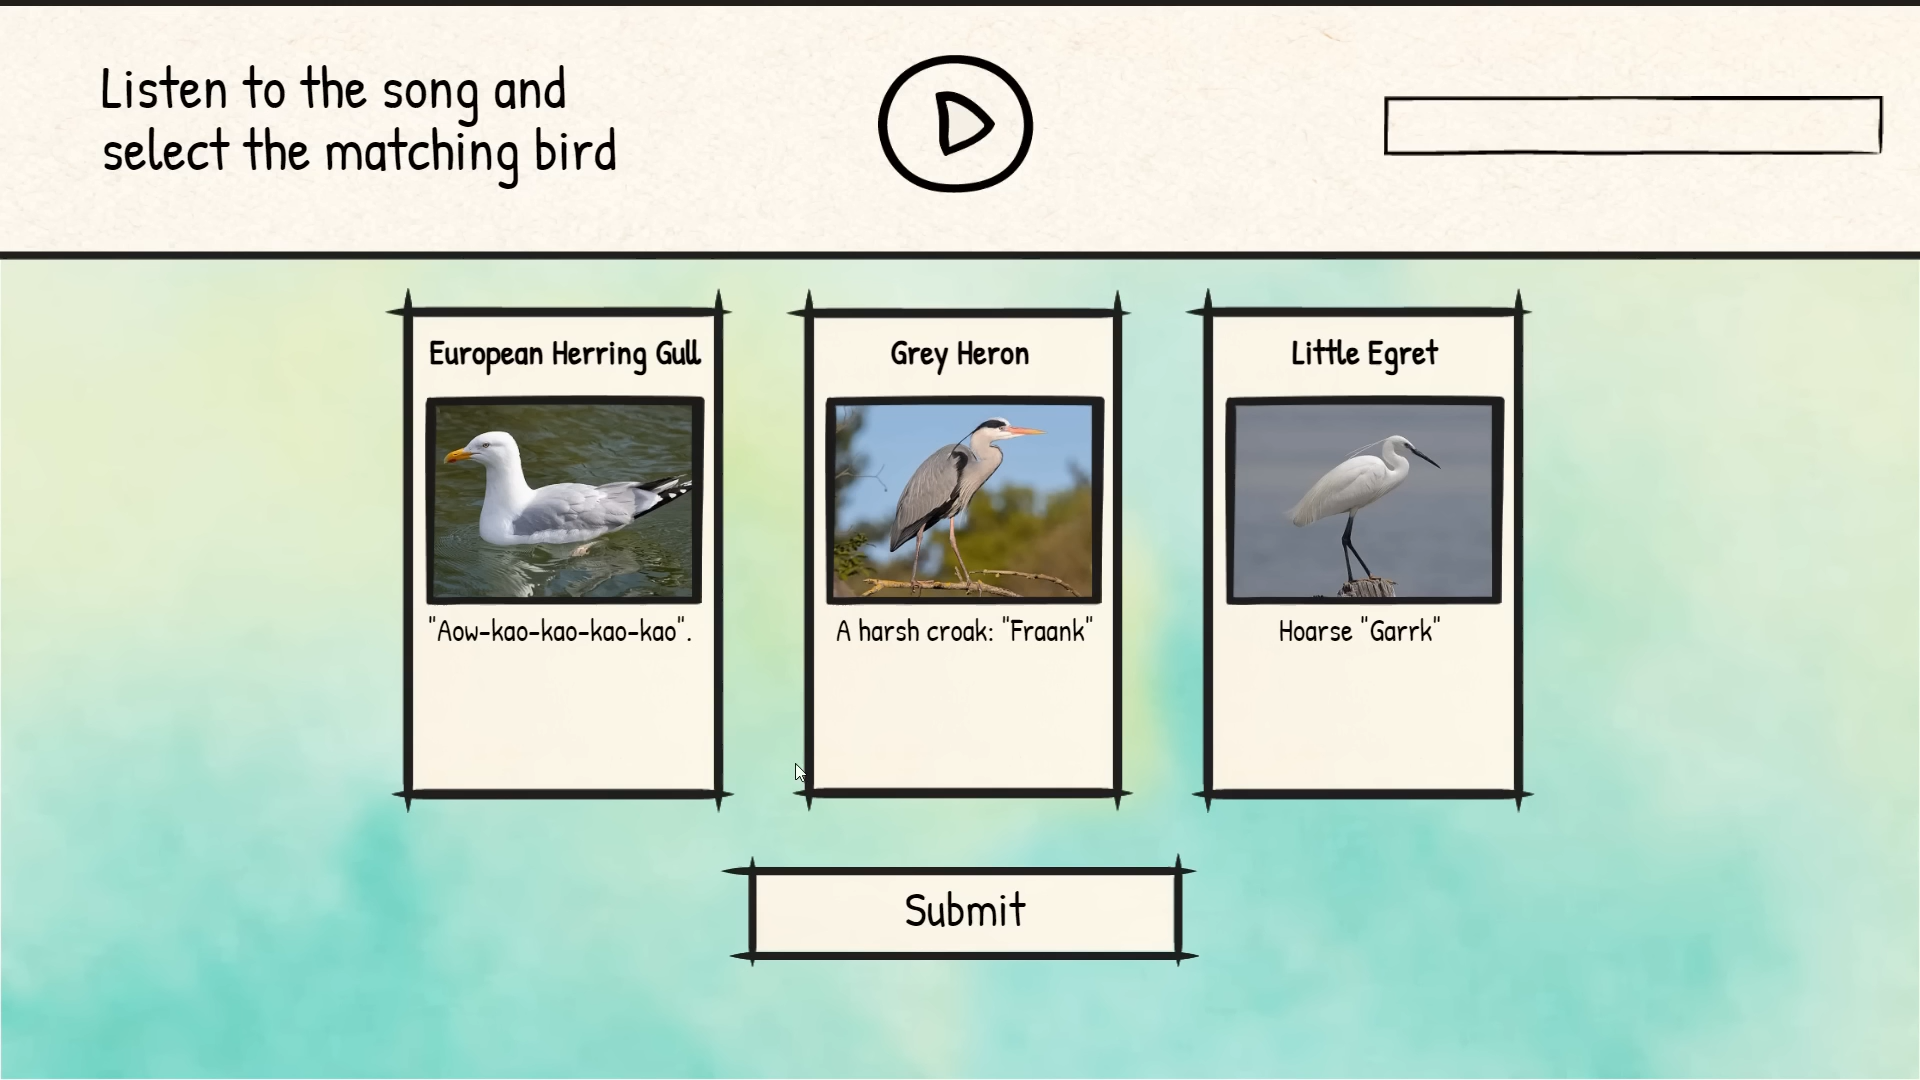 Listen to the song and
select the matching bird
European Herring Gull
"Aow-kao-kao-kao-kao".
Grey Heron
A harsh croak: "Fraank"
Little Egret
Hoarse "Garrk"
Submit